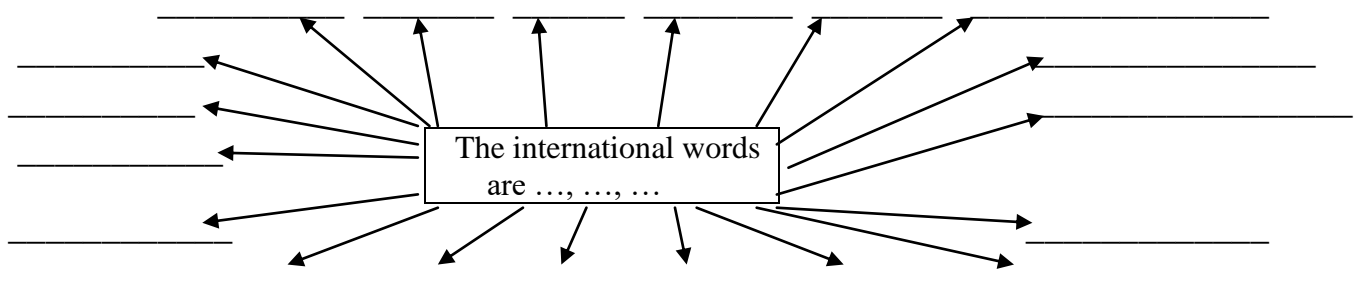 The international words
are …, …, …